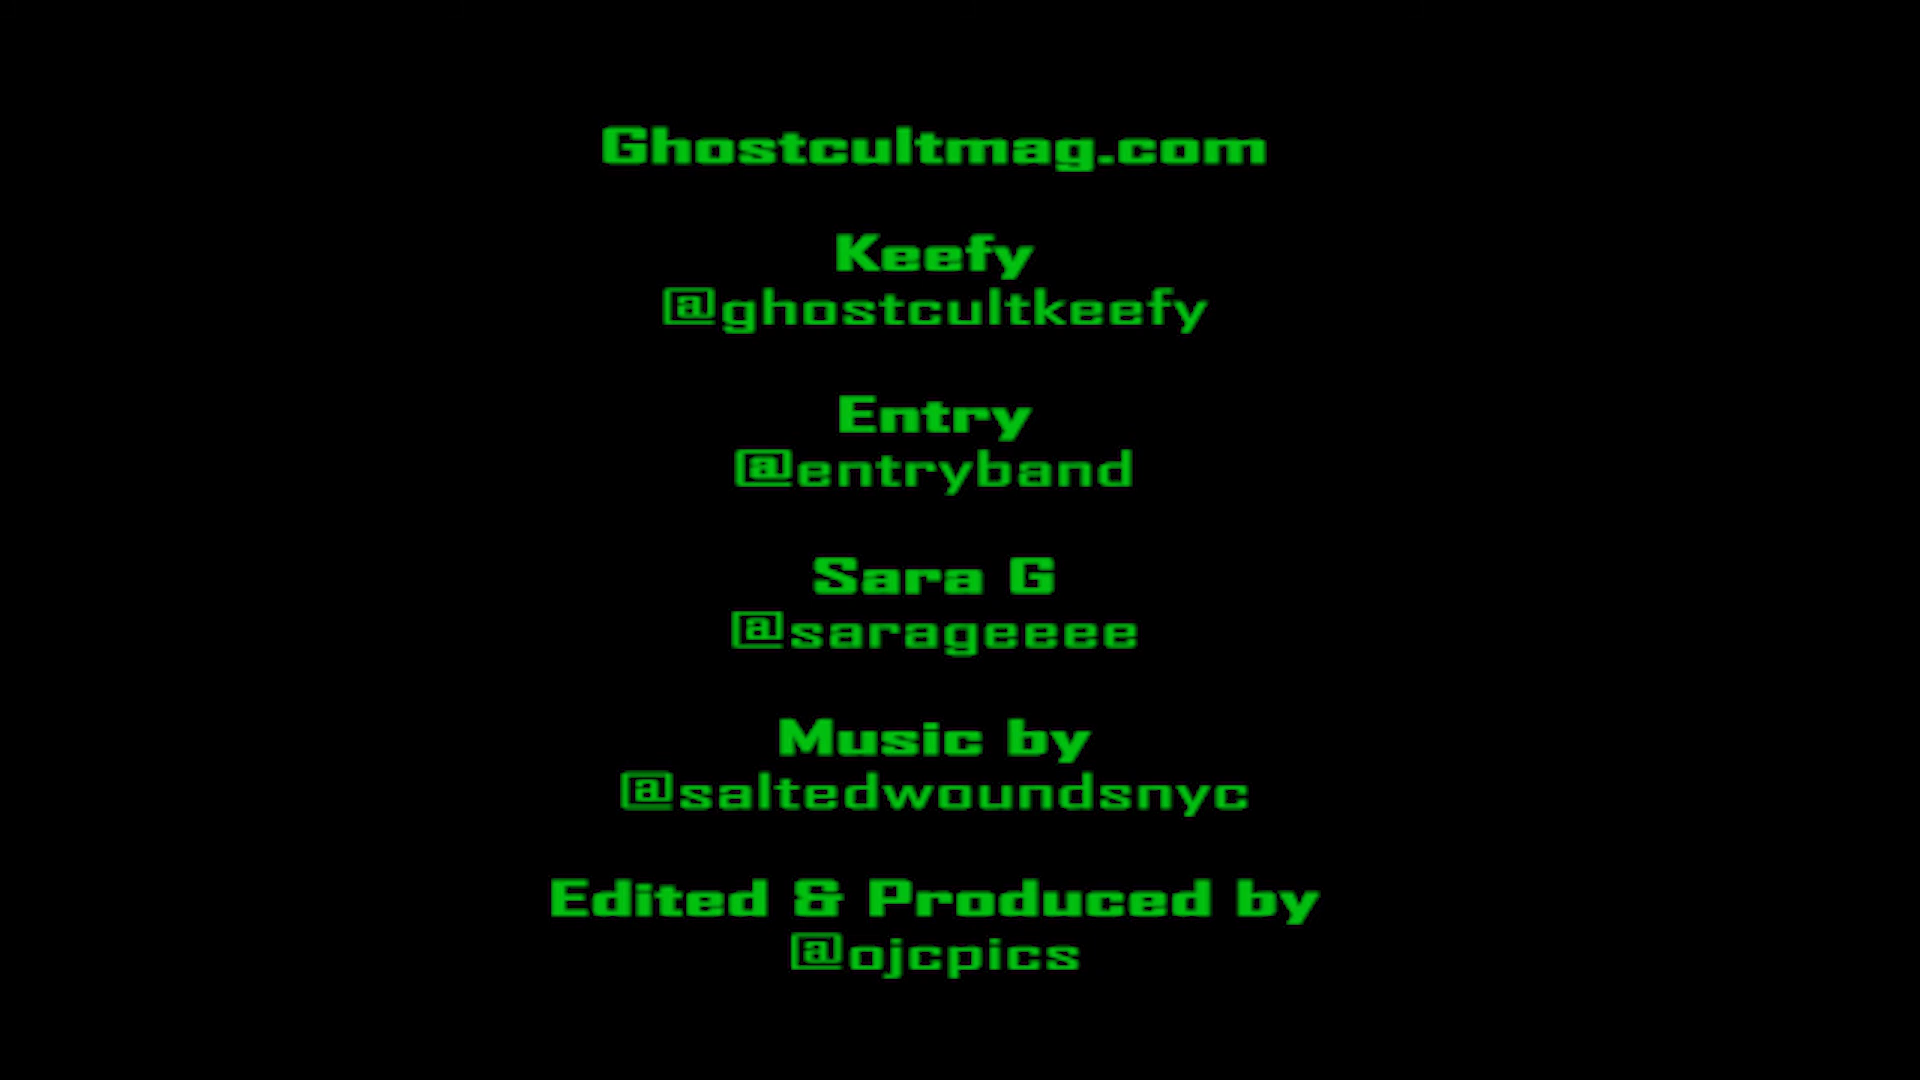 Ghostcultmag.com
Keefy
@ghostcultkeefy
Entry
@entryband
Sara G
@sarageeee
Music by
@saltedwoundsnyc
Edited & Produced by
@ojcpics